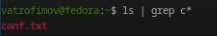 vatrofimov@fedora:~$ ls | grep c*
conf.txt